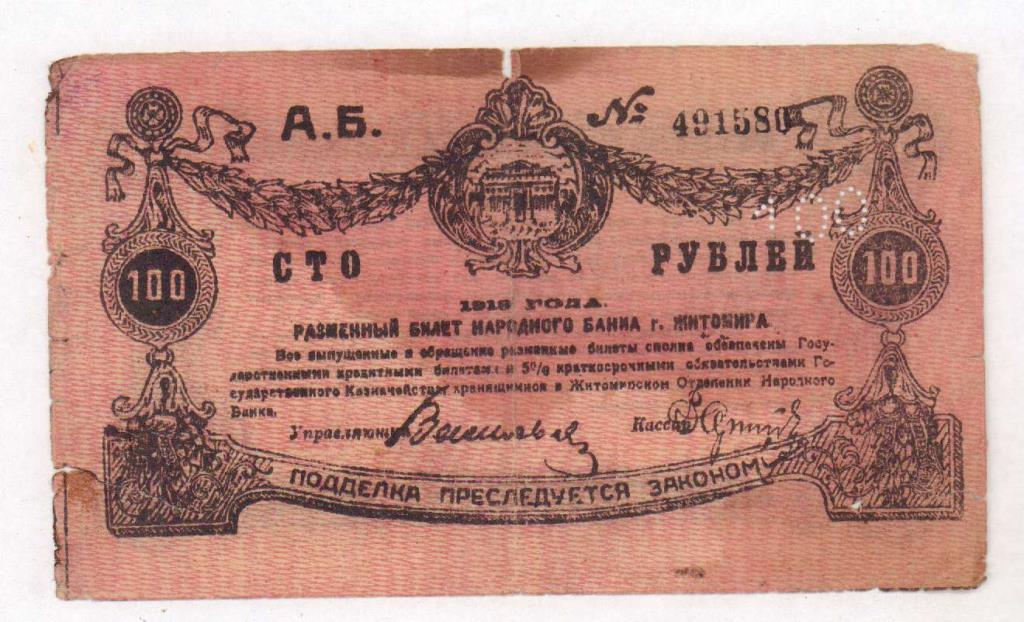 А.Б. № 491580
100
СТО РУБЛЕЙ
100 100
1918 ГОДА.
РАЗМЕННЫЙ БИЛЕТ НАРОДНОГО БАНКА г. ЖИТОМИРА
Все выпущенные в обращение разменные билеты сполна обеспечены Госу-
дарственными кредитными билетами и 5% краткосрочными обязательствами Го-
сударственного Казначейства хранящимися в Житомирском Отделении Народного
Банка.
Управляющий Кассир
ПОДДЕЛКА ПРЕСЛЕДУЕТСЯ ЗАКОНОМЪ